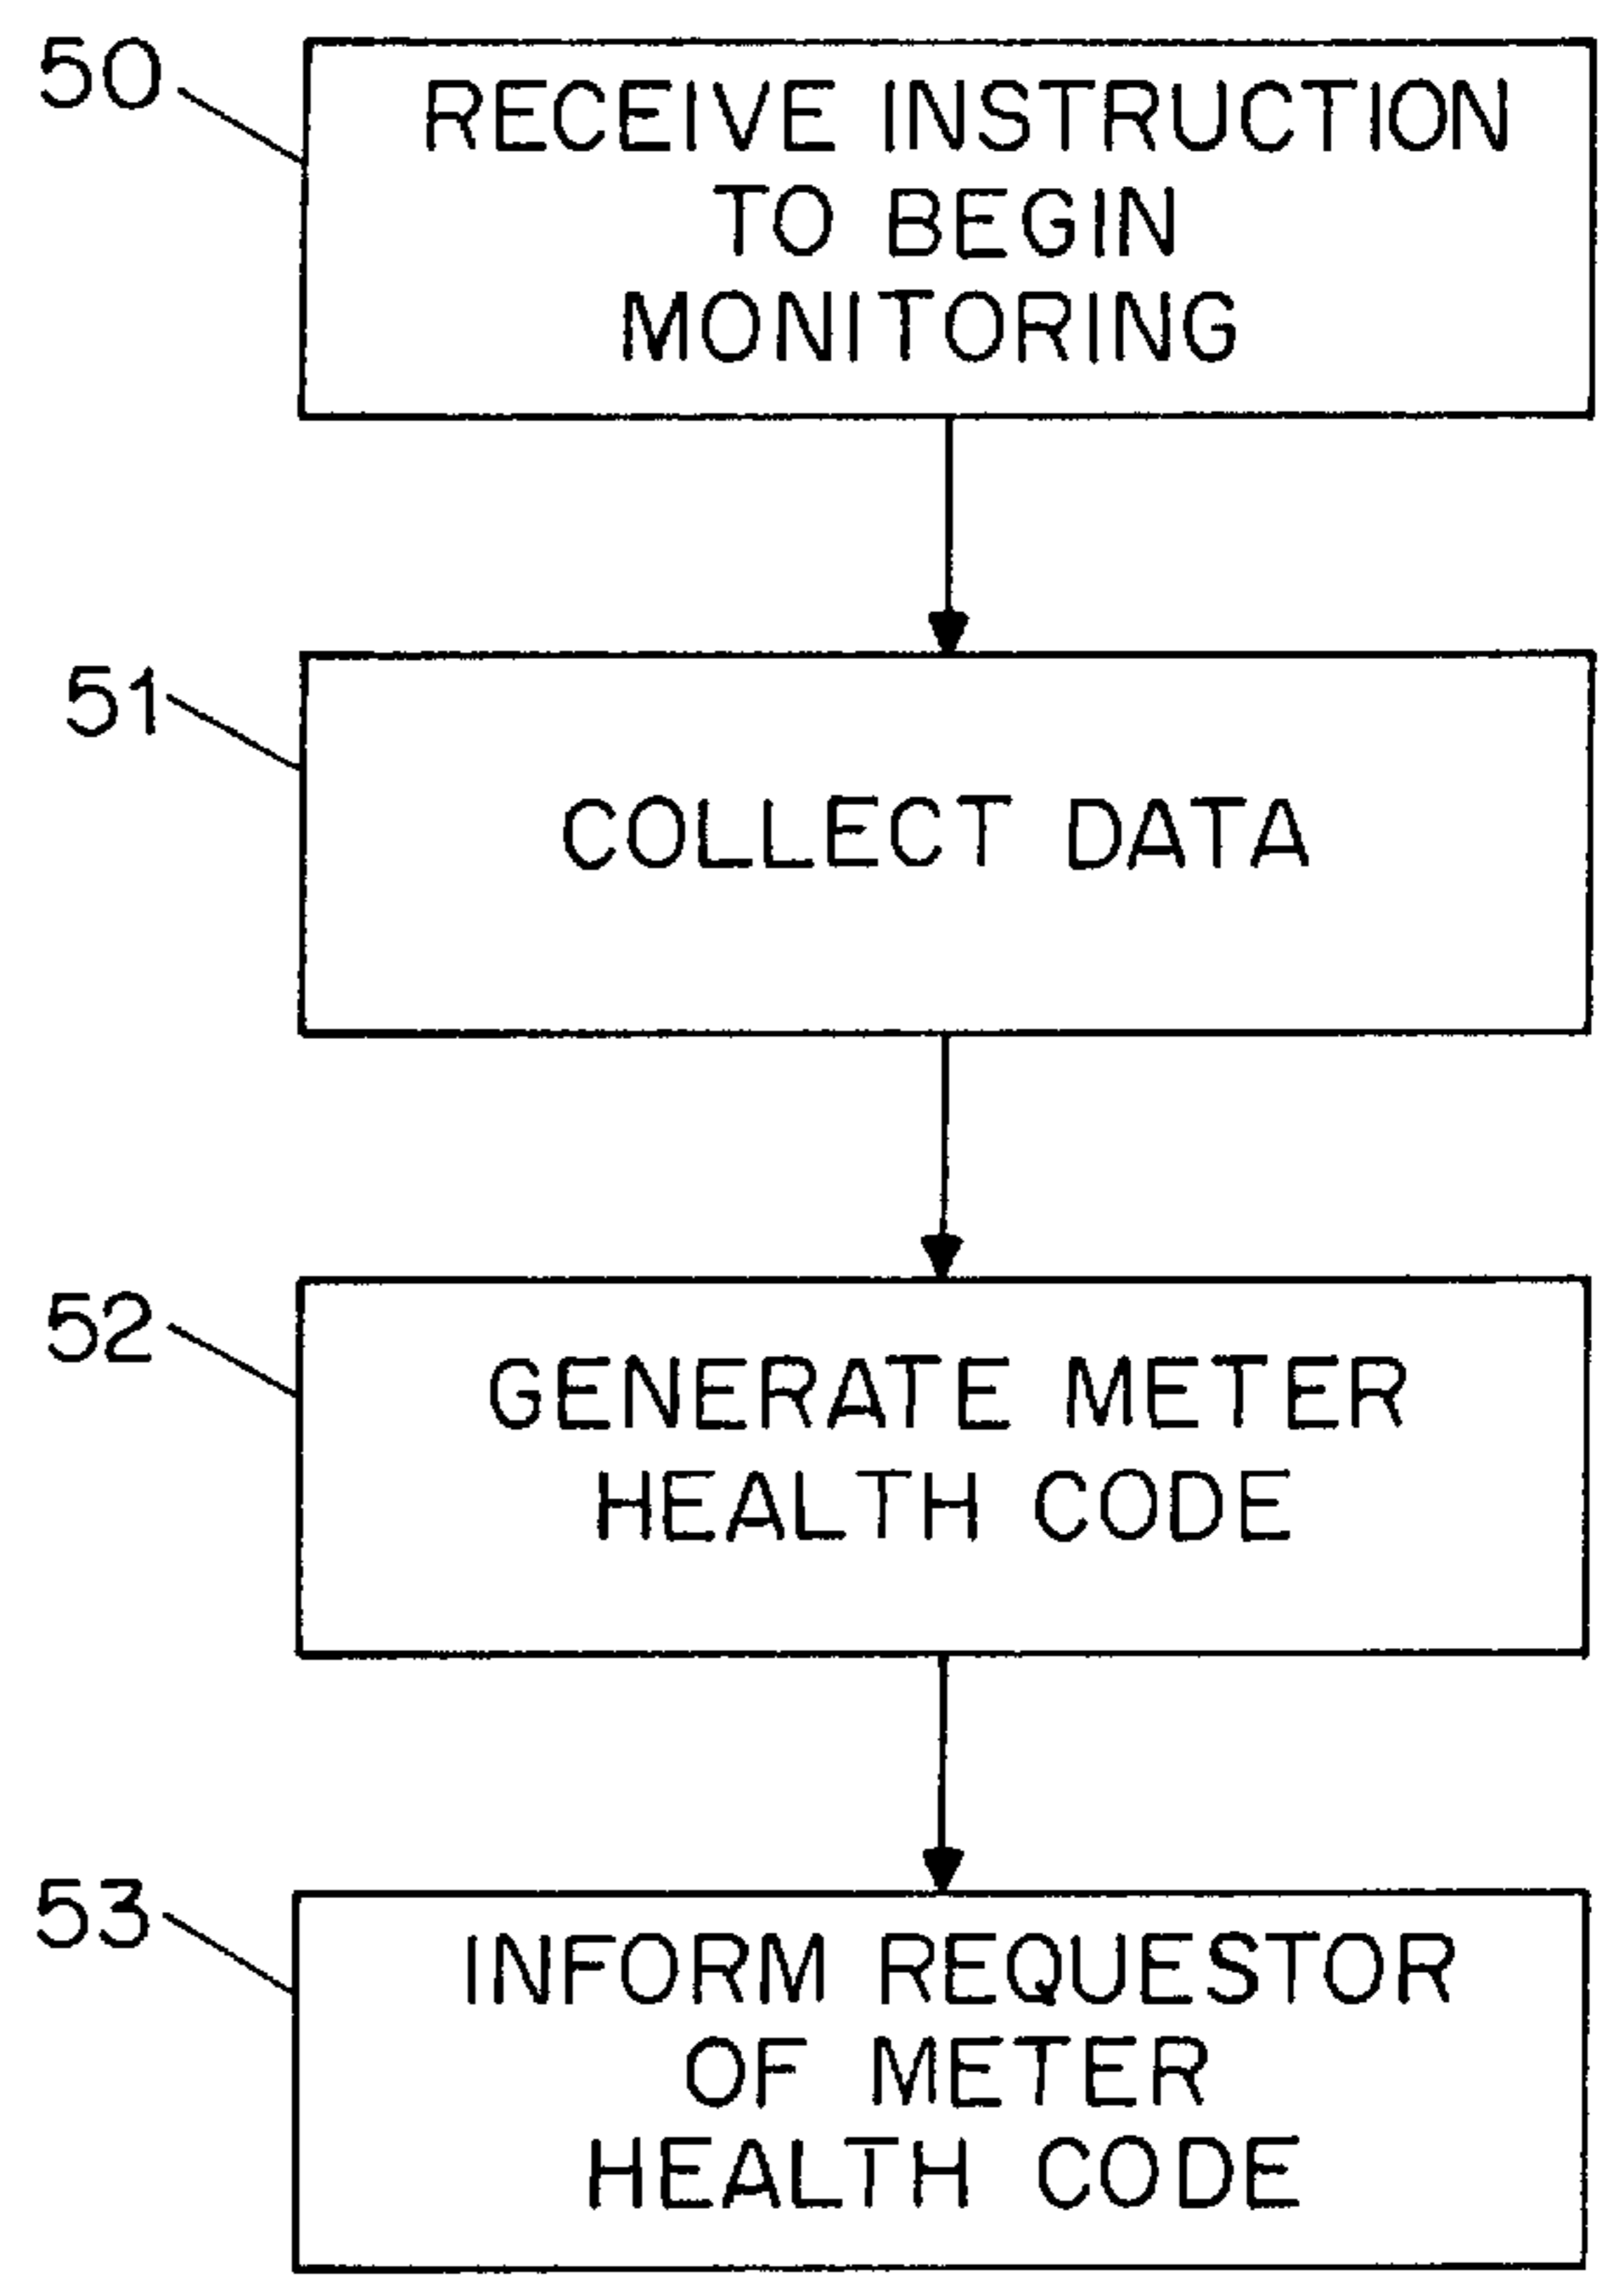 50
RECEIVE INSTRUCTION
TO BEGIN
MONITORING
51
COLLECT DATA
52
GENERATE METER
HEALTH CODE
53
INFORM REQUESTOR
OF METER
HEALTH CODE